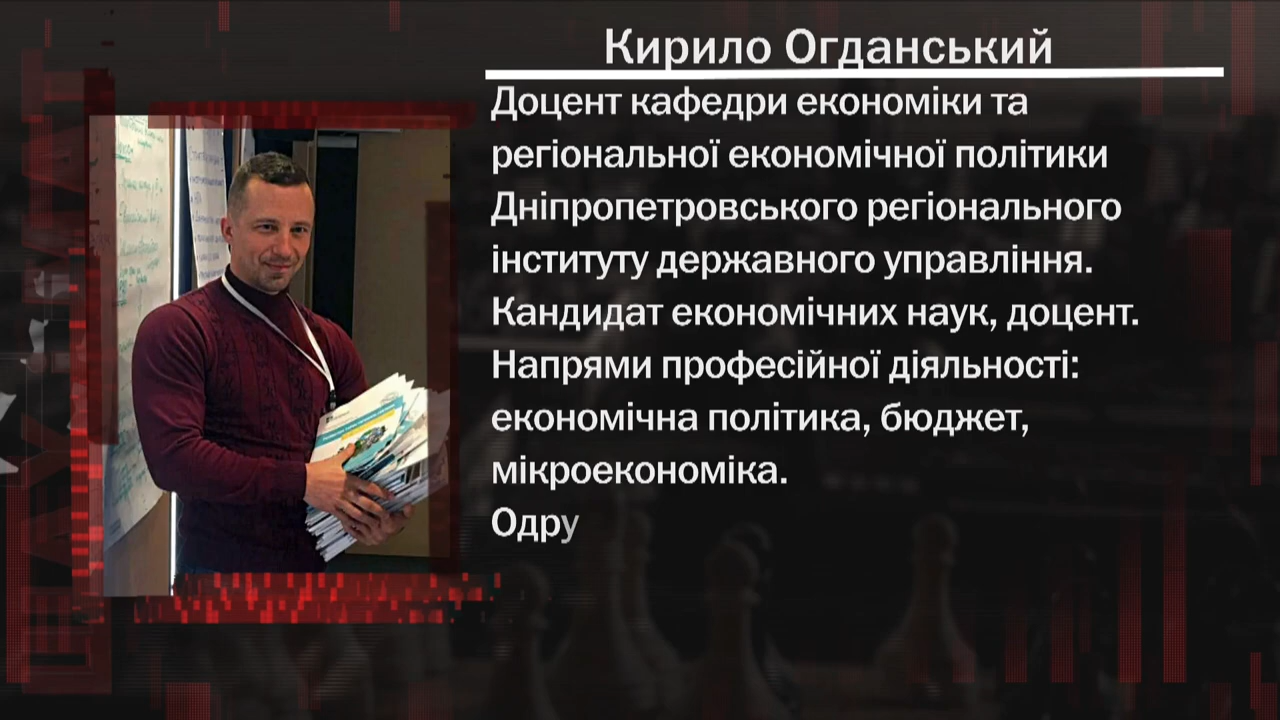 Кирило Огданський
Доцент кафедри економіки та
регіональної економічної політики
Дніпропетровського регіонального
інституту державного управління.
Кандидат економічних наук, доцент.
Напрями професійної діяльності:
економічна політика, бюджет,
мікроекономіка.
Одру